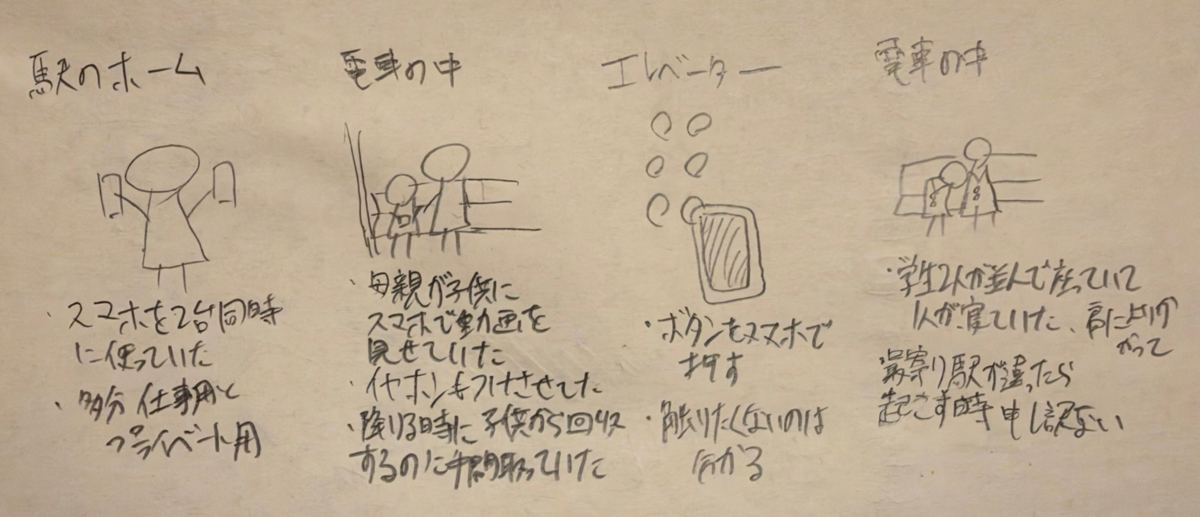 駅のホーム
・スマホを2台同時
に使っていた
・多分仕事用と
プライベート用
電車の中
・母親が子供に
スマホで動画を
見せていた
・イヤホンもつけさせてた
・降りる時に子供から回収
するのに手間取っていた
エレベーター
・ボタンをスマホで
押す
・触りたくないのは
分かる
電車の中
・学生2人が並んで座っていて
1人が寝ていた、肩によりか
かって
最寄り駅が違ったら
起こす時申し訳ない